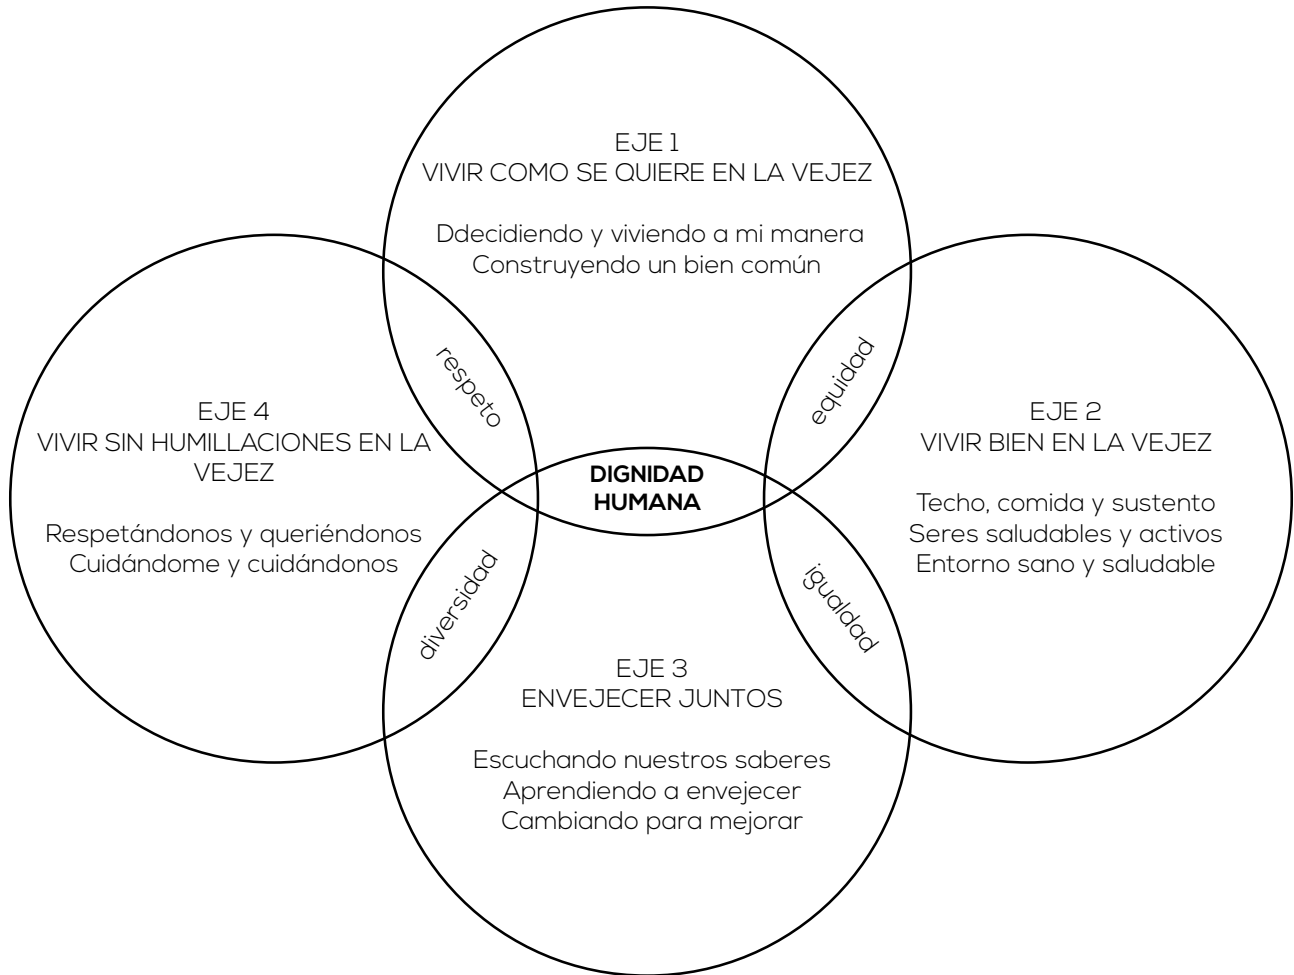 EJE 1
VIVIR COMO SE QUIERE EN LA VEJEZ
Ddecidiendo y viviendo a mi manera
Construyendo un bien común
respeto
equidad
EJE 4
VIVIR SIN HUMILLACIONES EN LA
VEJEZ
Respetándonos y queriéndonos
Cuidándome y cuidándonos
DIGNIDAD
HUMANA
EJE 2
VIVIR BIEN EN LA VEJEZ
Techo, comida y sustento
Seres saludables y activos
Entorno sano y saludable
diversidad
igualdad
EJE 3
ENVEJECER JUNTOS
Escuchando nuestros saberes
Aprendiendo a envejecer
Cambiando para mejorar